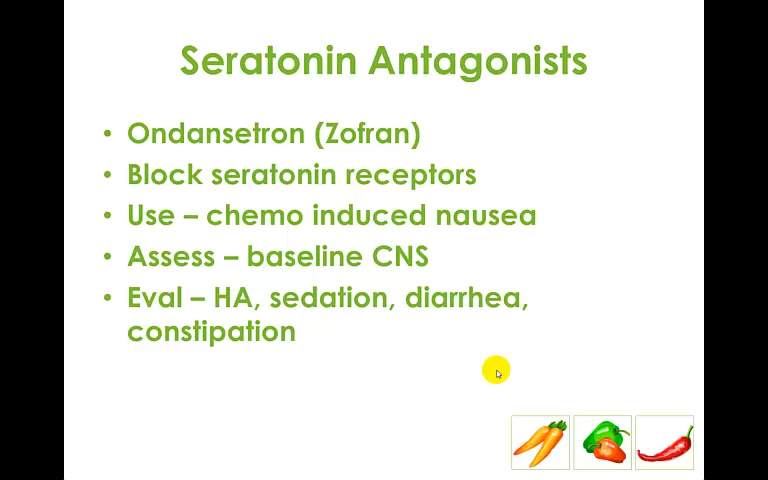 Seratonin Antagonists
• Ondansetron (Zofran)
• Block seratonin receptors
• Use – chemo induced nausea
• Assess – baseline CNS
• Eval – HA, sedation, diarrhea,
constipation